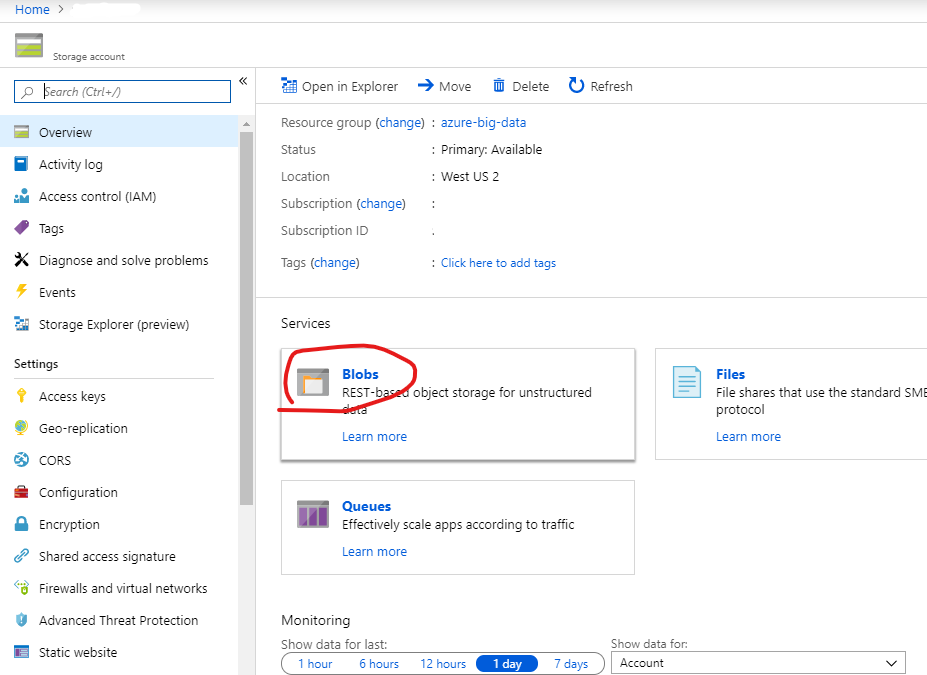 Home >
Storage account
Search (Ctrl+/)
«
Overview
Activity log
Access control (IAM)
Tags
Diagnose and solve problems
Events
Storage Explorer (preview)
Settings
Access keys
Geo-replication
CORS
Configuration
Encryption
Shared access signature
Firewalls and virtual networks
Advanced Threat Protection
Static website
Open in Explorer Move Delete Refresh
Resource group (change) : azure-big-data
Status : Primary: Available
Location : West US 2
Subscription (change) :
Subscription ID .
Tags (change) : Click here to add tags
Services
Blobs
REST-based object storage for unstructured
data
Learn more
Files
File shares that use the standard SMB
protocol
Learn more
Queues
Effectively scale apps according to traffic
Learn more
Monitoring
Show data for last:
1 hour 6 hours 12 hours 1 day 7 days
Show data for:
Account